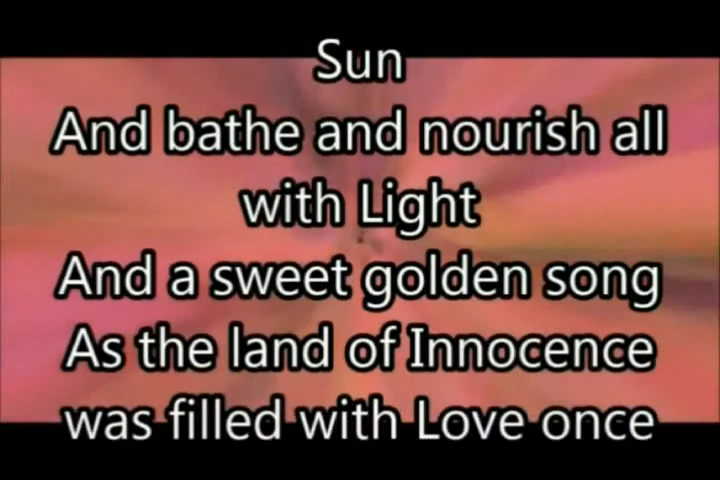 Sun
And bathe and nourish all
with Light
And a sweet golden song
As the land of Innocence
was filled with Love once